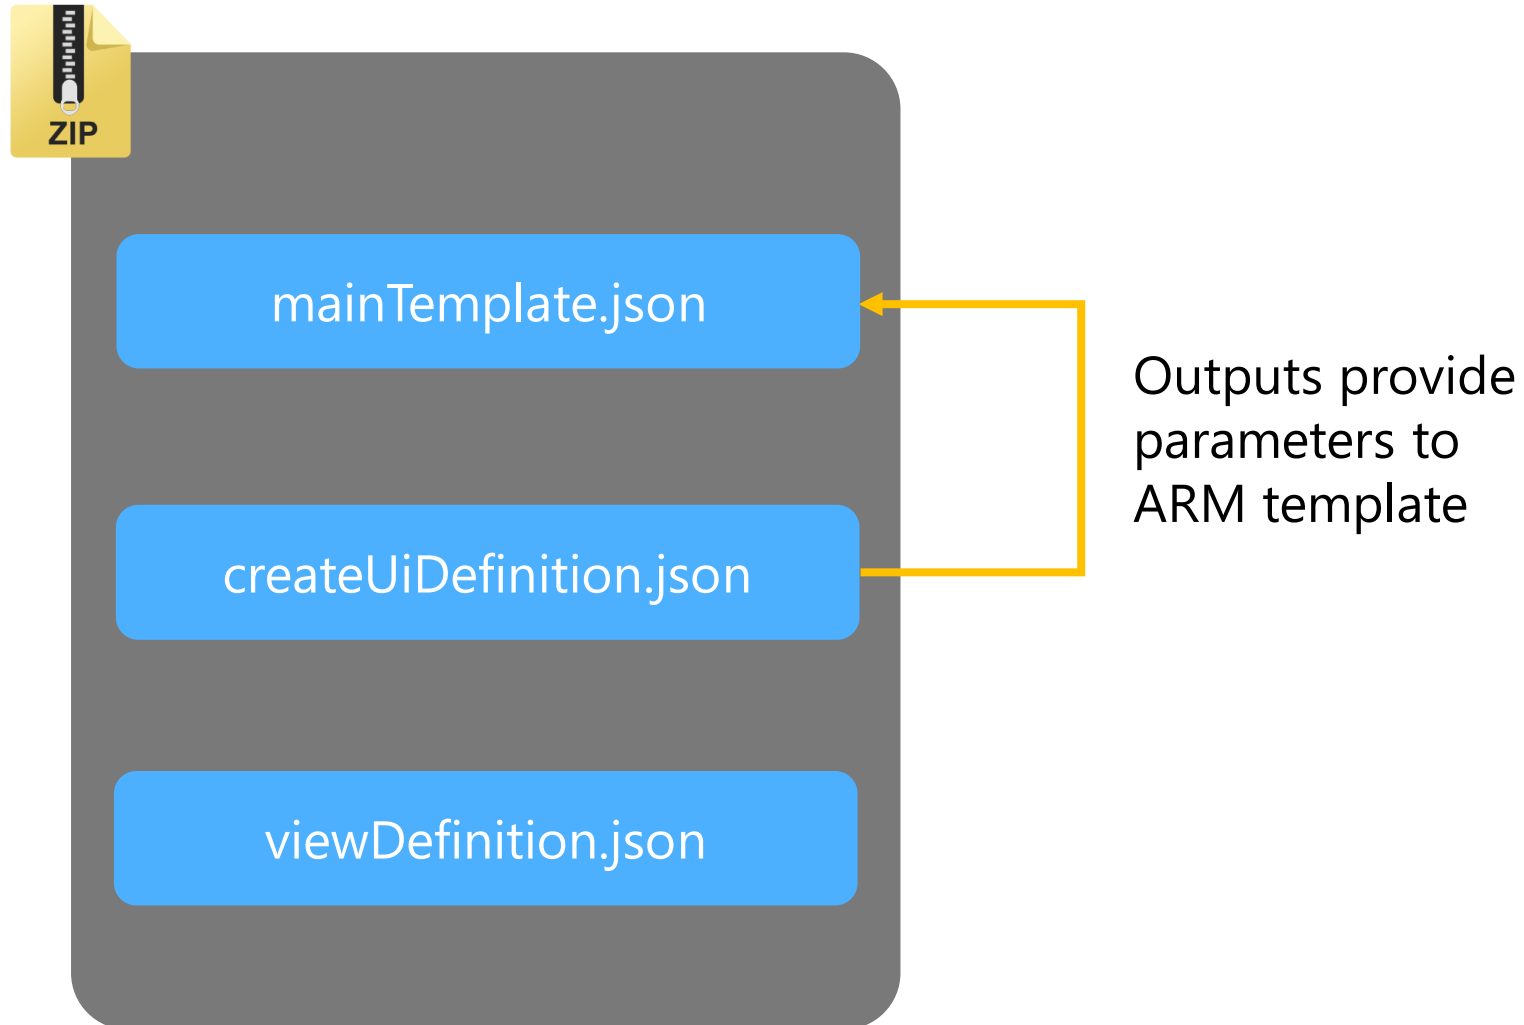 ZIP
mainTemplate.json
Outputs provide
parameters to
ARM template
createUiDefinition.json
viewDefinition.json